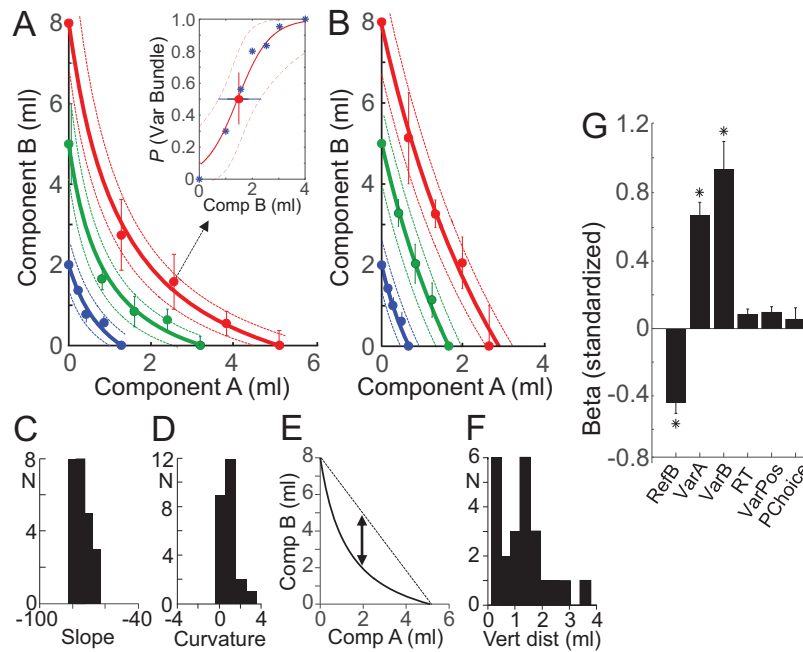 A
Component B (ml)
8
6
4
2
0
0
2
4
6
Component A (ml)
P (Var Bundle)
1.0
0.8
0.6
0.4
0.2
0.0
0
2
4
Comp B (ml)
B
Component B (ml)
8
6
4
2
0
0
2
4
Component A (ml)
G
Beta (standardized)
1.2
0.8
0.4
0
-0.4
-0.8
*
*
*
RefB
VarA
VarB
RT
VarPos
PChoice
C
8
N
4
0
-100
-40
Slope
D
12
N
8
4
0
-4
0
4
Curvature
E
Comp B (ml)
8
6
4
2
0
0
2
4
6
Comp A (ml)
F
6
N
4
2
0
0
1
2
3
4
Vert dist (ml)